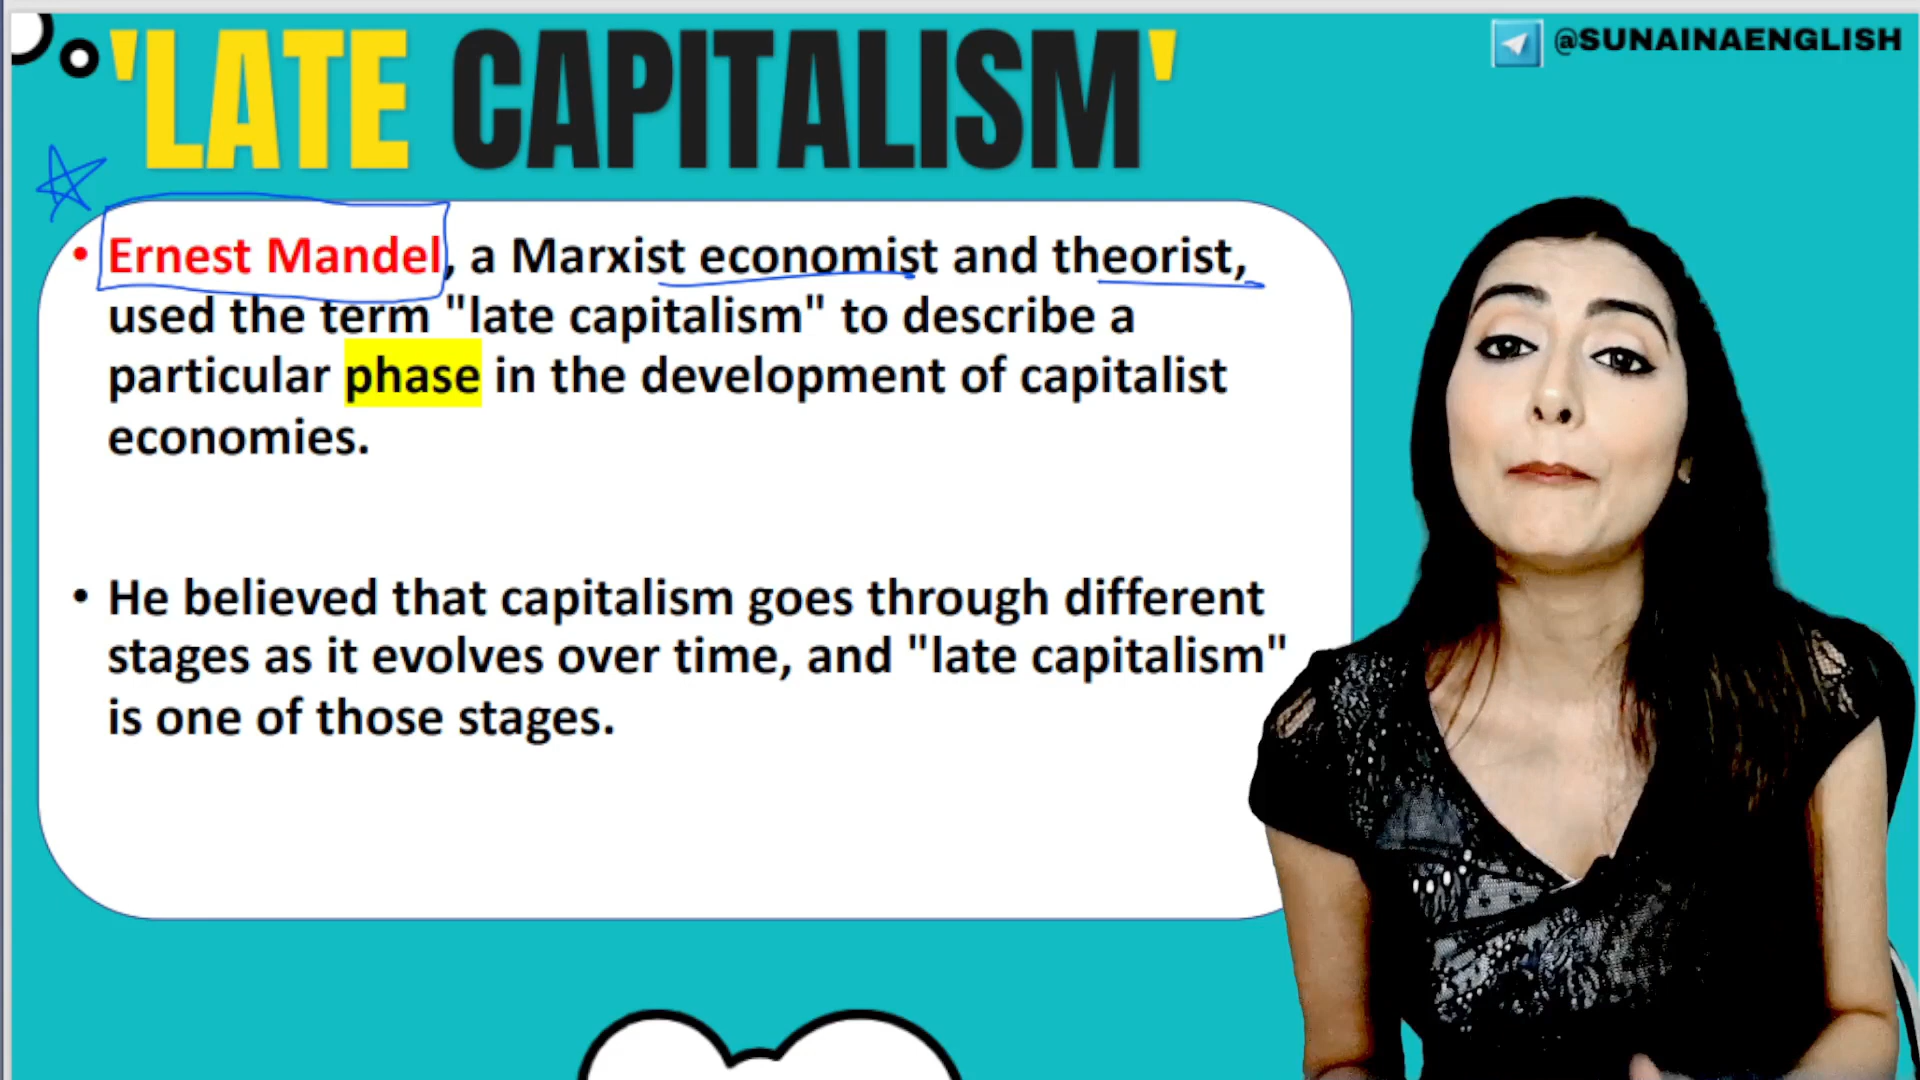 'LATE CAPITALISM'
@SUNAINAENGLISH
• Ernest Mandel, a Marxist economist and theorist,
used the term "late capitalism" to describe a
particular phase in the development of capitalist
economies.
• He believed that capitalism goes through different
stages as it evolves over time, and "late capitalism"
is one of those stages.